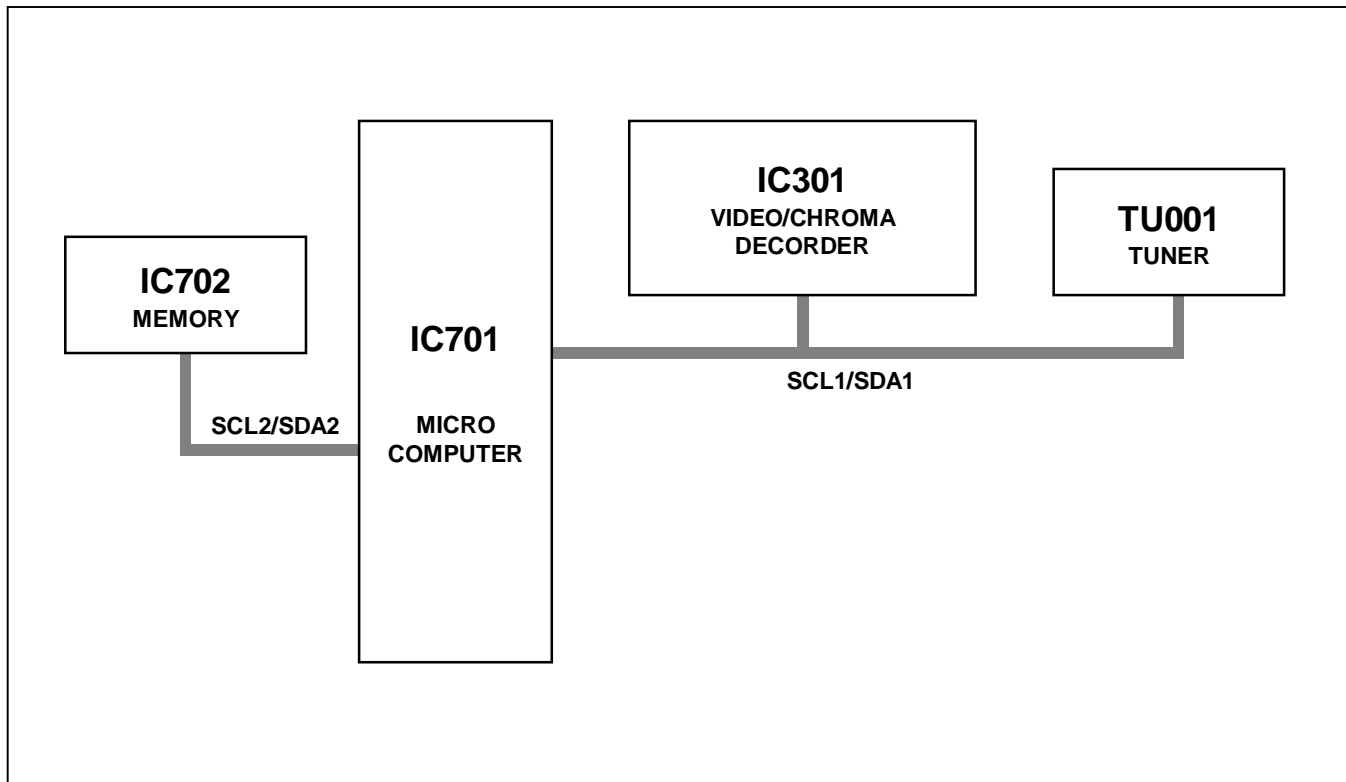 IC702
MEMORY
SCL2/SDA2
IC701
MICRO
COMPUTER
IC301
VIDEO/CHROMA
DECORDER
SCL1/SDA1
TU001
TUNER